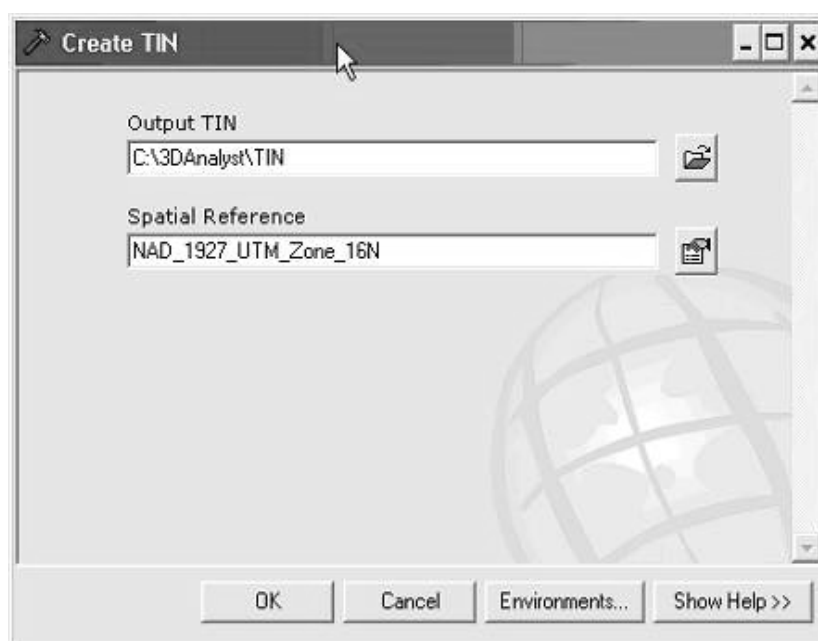 Create TIN
Output TIN
C:\3DAnalyst\TIN
Spatial Reference
NAD_1927_UTM_Zone_16N
OK Cancel Environments... Show Help >>